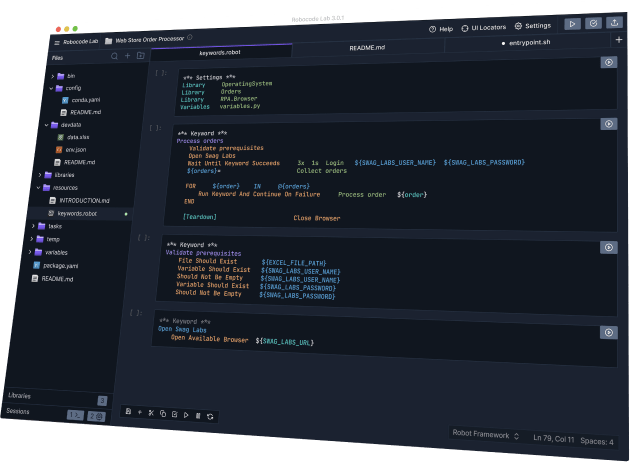 Robocode Lab 3.0.1
Robocode Lab
Web Store Order Processor
Help
UI Locators
Settings
Files
keywords.robot
README.md
entrypoint.sh
bin
config
conda.yaml
README.md
devdata
data.xlsx
env.json
README.md
libraries
resources
INTRODUCTION.md
keywords.robot
tasks
temp
variables
package.yaml
README.md
[ ]:
*** Settings ***
Library OperatingSystem
Library Orders
Library RPA.Browser
Variables variables.py
[ ]:
*** Keyword ***
Process orders
Validate prerequisites
Open Swag Labs
Wait Until Keyword Succeeds 3x 1s Login ${SWAG_LABS_USER_NAME} ${SWAG_LABS_PASSWORD}
${orders}= Collect orders
FOR ${order} IN @{orders}
Run Keyword And Continue On Failure Process order ${order}
END
[Teardown] Close Browser
[ ]:
*** Keyword ***
Validate prerequisites
File Should Exist ${EXCEL_FILE_PATH}
Variable Should Exist ${SWAG_LABS_USER_NAME}
Should Not Be Empty ${SWAG_LABS_USER_NAME}
Variable Should Exist ${SWAG_LABS_PASSWORD}
Should Not Be Empty ${SWAG_LABS_PASSWORD}
[ ]:
*** Keyword ***
Open Swag Labs
Open Available Browser ${SWAG_LABS_URL}
Libraries 3
Sessions 1 2
Robot Framework Ln 79, Col 11 Spaces: 4